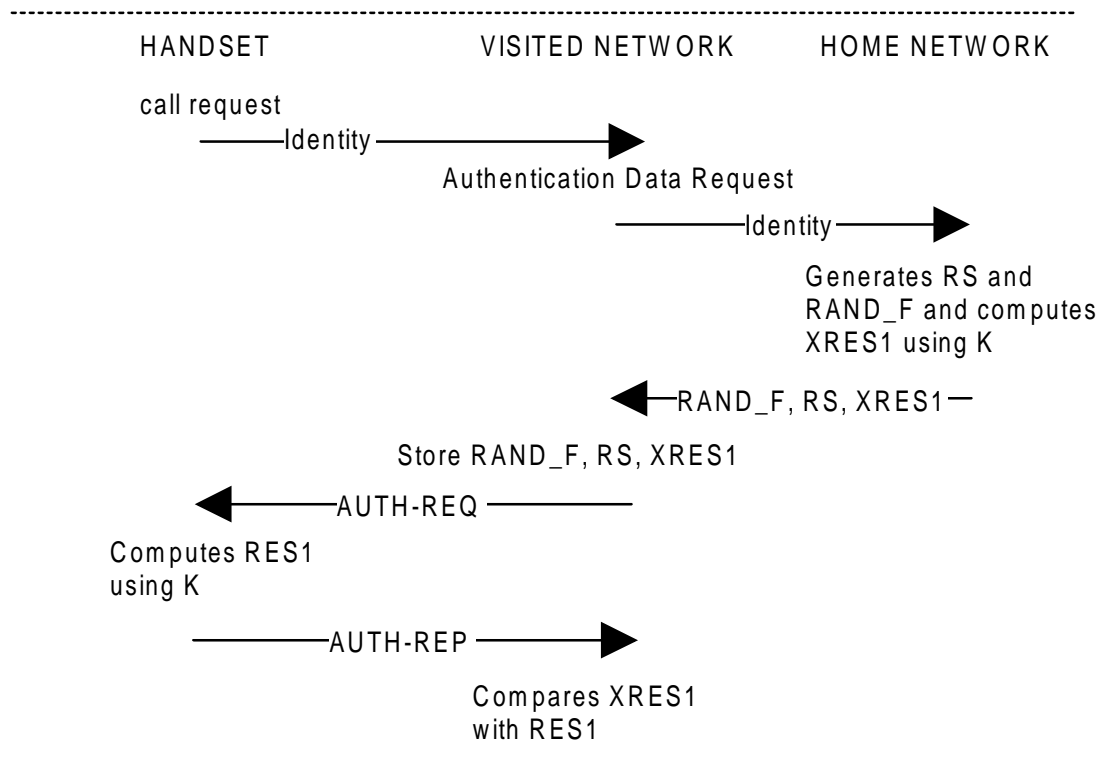 HANDSET VISITED NETWORK HOME NETWORK
call request
Identity
Authentication Data Request
Identity
Generates RS and
RAND_F and computes
XRES1 using K
RAND_F, RS, XRES1
Store RAND_F, RS, XRES1
AUTH-REQ
Computes RES1
using K
AUTH-REP
Compares XRES1
with RES1